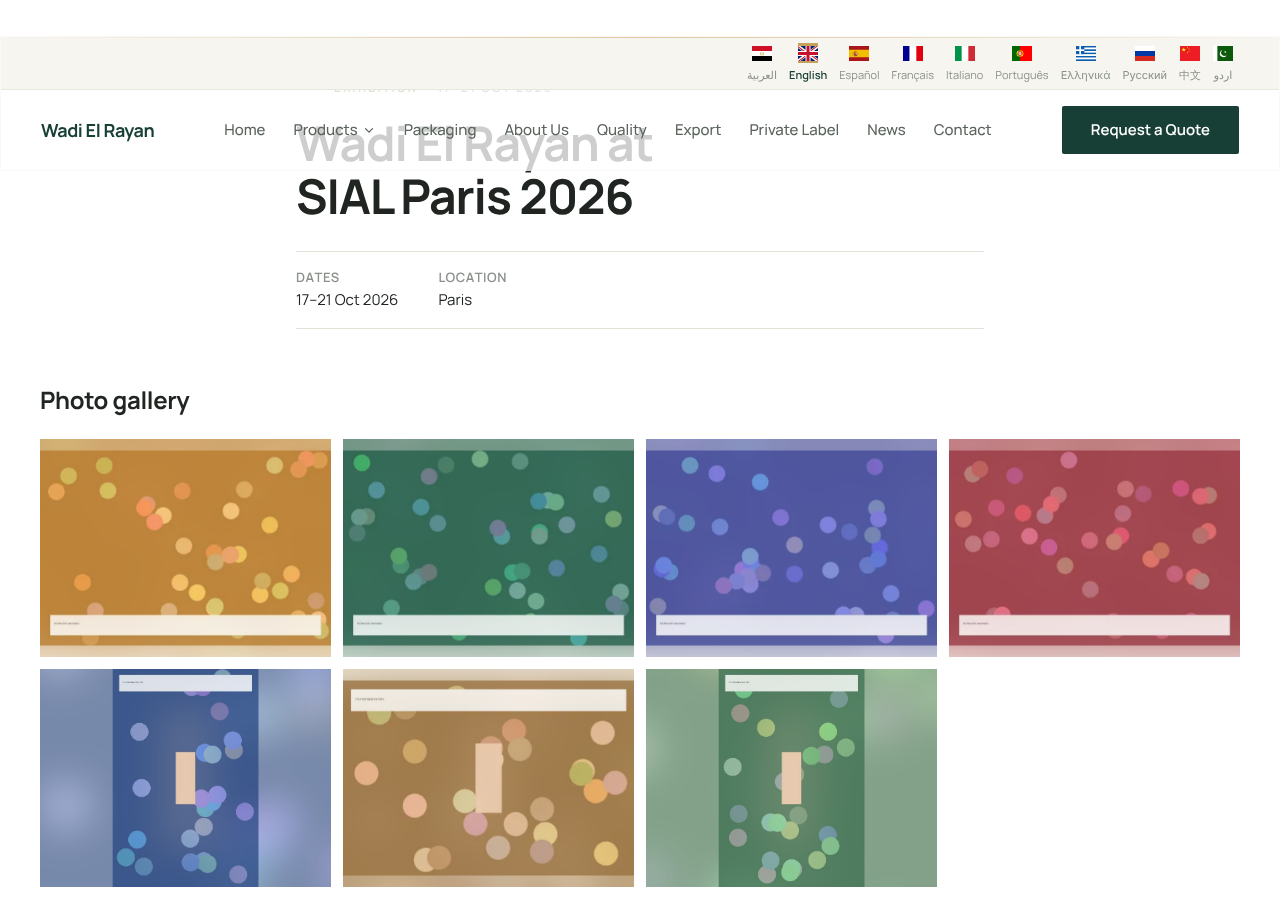 العربية English Español Français Italiano Português Ελληνικά Русский 中文 اردو
Wadi El Rayan Home Products Packaging About Us Quality Export Private Label News Contact Request a Quote
Wadi El Rayan at
SIAL Paris 2026
DATES LOCATION
17–21 Oct 2026 Paris
Photo gallery